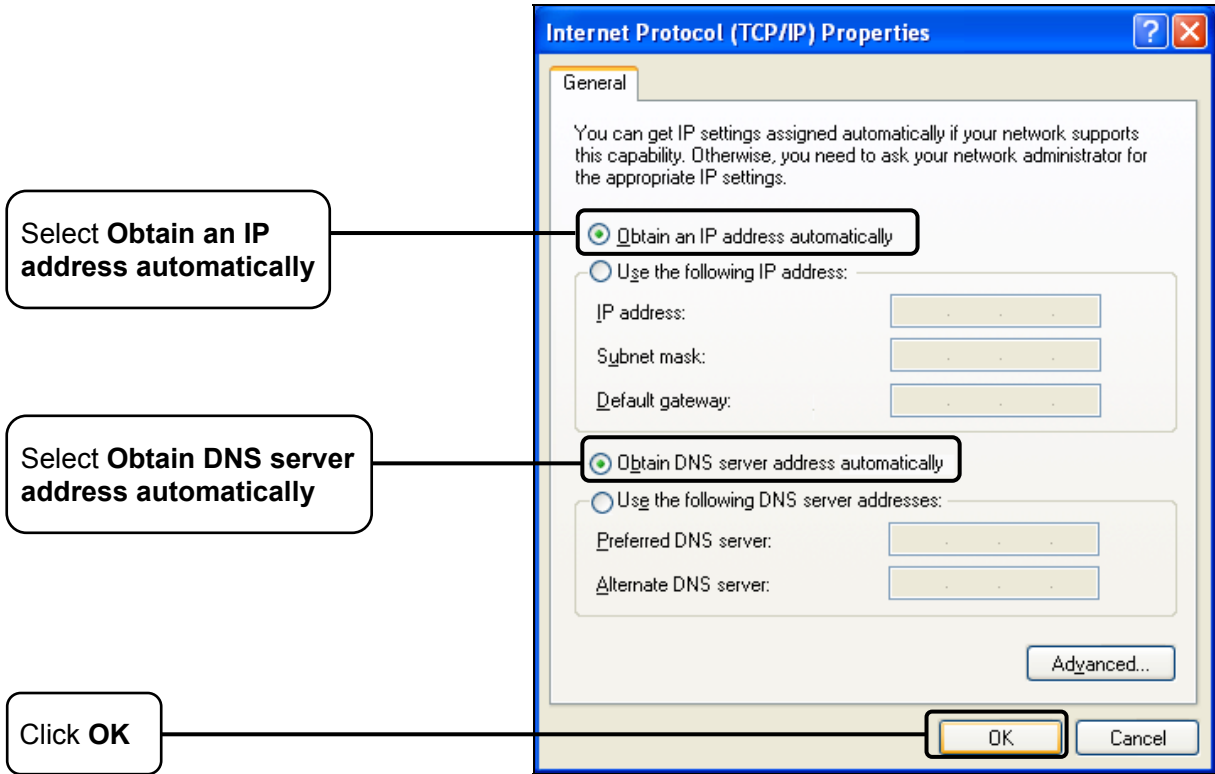 Internet Protocol (TCP/IP) Properties
General
You can get IP settings assigned automatically if your network supports
this capability. Otherwise, you need to ask your network administrator for
the appropriate IP settings.
Select Obtain an IP
address automatically
Obtain an IP address automatically
Use the following IP address:
IP address:
Subnet mask:
Default gateway:
Select Obtain DNS server
address automatically
Obtain DNS server address automatically
Use the following DNS server addresses:
Preferred DNS server:
Alternate DNS server:
Advanced...
Click OK
OK
Cancel